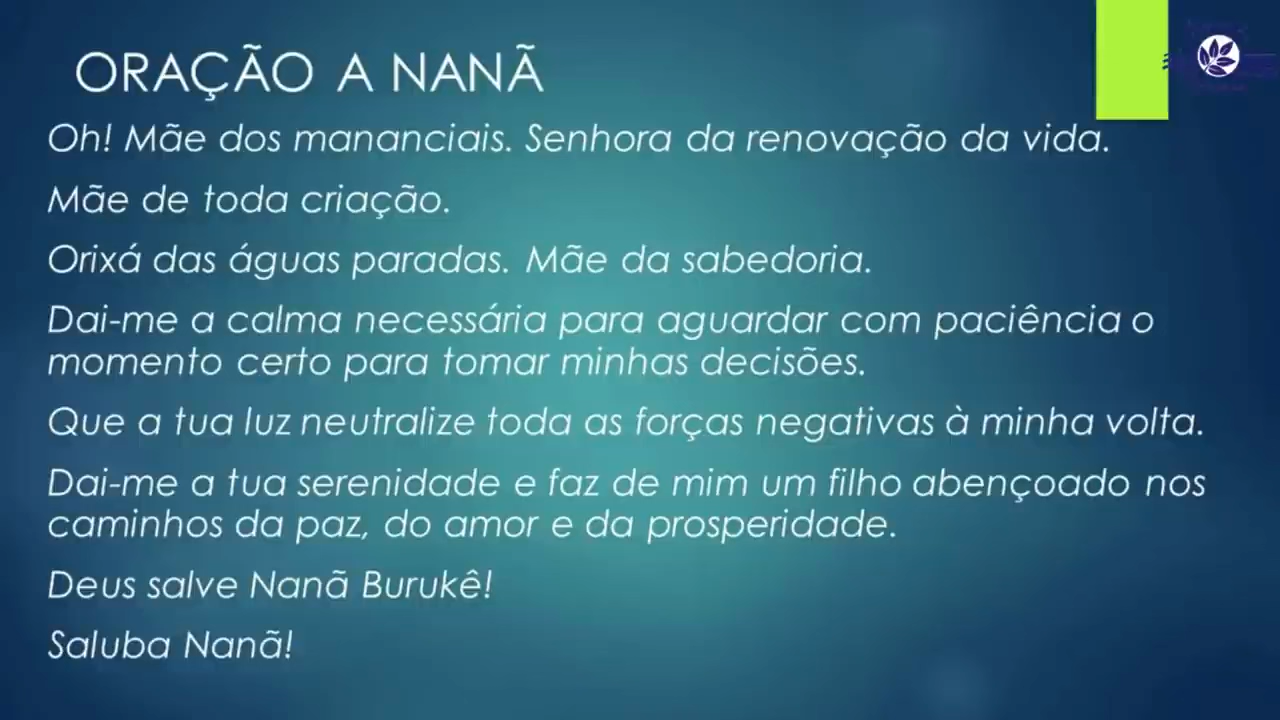 ORAÇÃO A NANÃ
Oh! Mãe dos mananciais. Senhora da renovação da vida.
Mãe de toda criação.
Orixá das águas paradas. Mãe da sabedoria.
Dai-me a calma necessária para aguardar com paciência o
momento certo para tomar minhas decisões.
Que a tua luz neutralize toda as forças negativas à minha volta.
Dai-me a tua serenidade e faz de mim um filho abençoado nos
caminhos da paz, do amor e da prosperidade.
Deus salve Nanã Burukê!
Saluba Nanã!